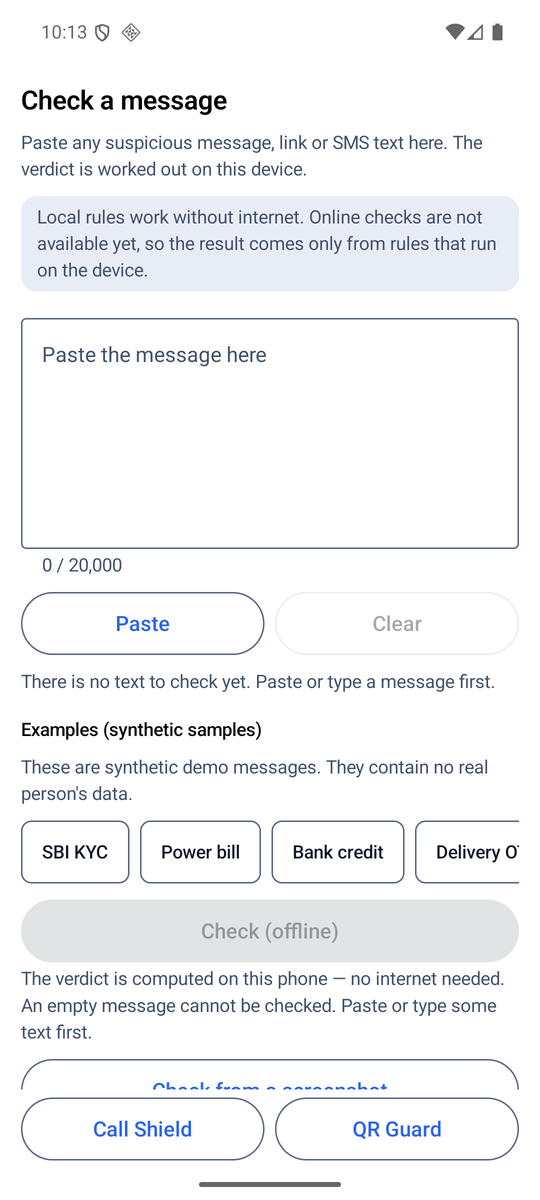 10:13
Check a message
Paste any suspicious message, link or SMS text here. The
verdict is worked out on this device.
Local rules work without internet. Online checks are not
available yet, so the result comes only from rules that run
on the device.
Paste the message here
0 / 20,000
Paste
Clear
There is no text to check yet. Paste or type a message first.
Examples (synthetic samples)
These are synthetic demo messages. They contain no real
person's data.
SBI KYC
Power bill
Bank credit
Delivery
Check (offline)
The verdict is computed on this phone — no internet needed.
An empty message cannot be checked. Paste or type some
text first.
Check from a screenshot
Call Shield
QR Guard